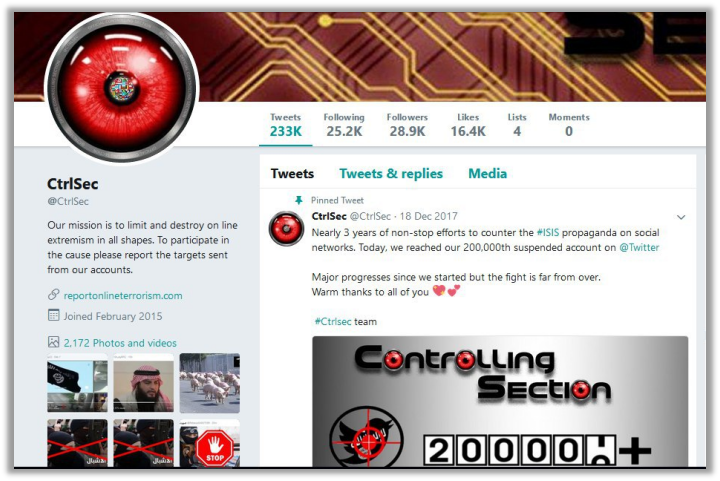 SE
Tweets Following Followers Likes Lists Moments
233K 25.2K 28.9K 16.4K 4 0
CtrlSec
@CtrlSec
Our mission is to limit and destroy on line
extremism in all shapes. To participate in
the cause please report the targets sent
from our accounts.
reportonlineterrorism.com
Joined February 2015
2,172 Photos and videos
STOP
Tweets Tweets & replies Media
Pinned Tweet
CtrlSec @CtrlSec · 18 Dec 2017
Nearly 3 years of non-stop efforts to counter the #ISIS propaganda on social
networks. Today, we reached our 200,000th suspended account on @Twitter
Major progresses since we started but the fight is far from over.
Warm thanks to all of you 💖💕
#Ctrlsec team
Controlling
Section